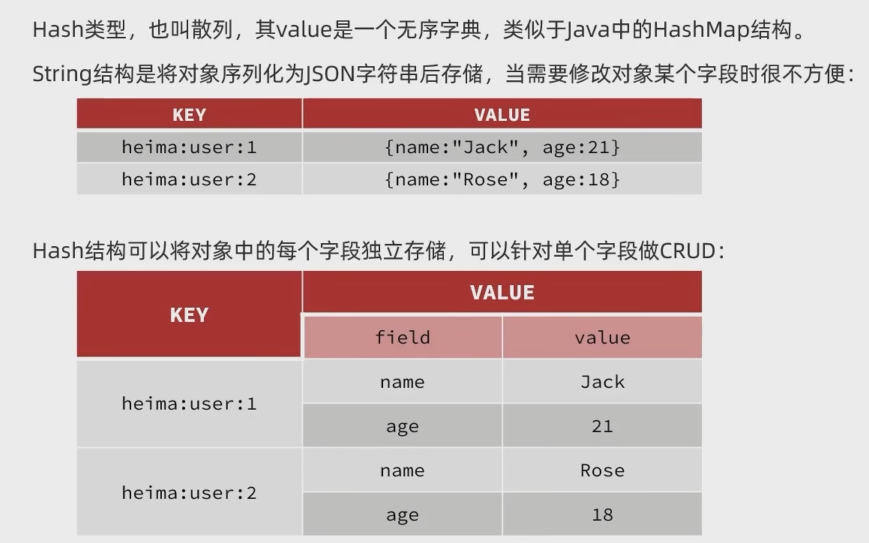 Hash类型，也叫散列，其value是一个无序字典，类似于Java中的HashMap结构。
String结构是将对象序列化为JSON字符串后存储，当需要修改对象某个字段时很不方便：
KEY VALUE
heima:user:1 {name:"Jack", age:21}
heima:user:2 {name:"Rose", age:18}
Hash结构可以将对象中的每个字段独立存储，可以针对单个字段做CRUD：
KEY VALUE
field value
heima:user:1 name Jack
age 21
heima:user:2 name Rose
age 18